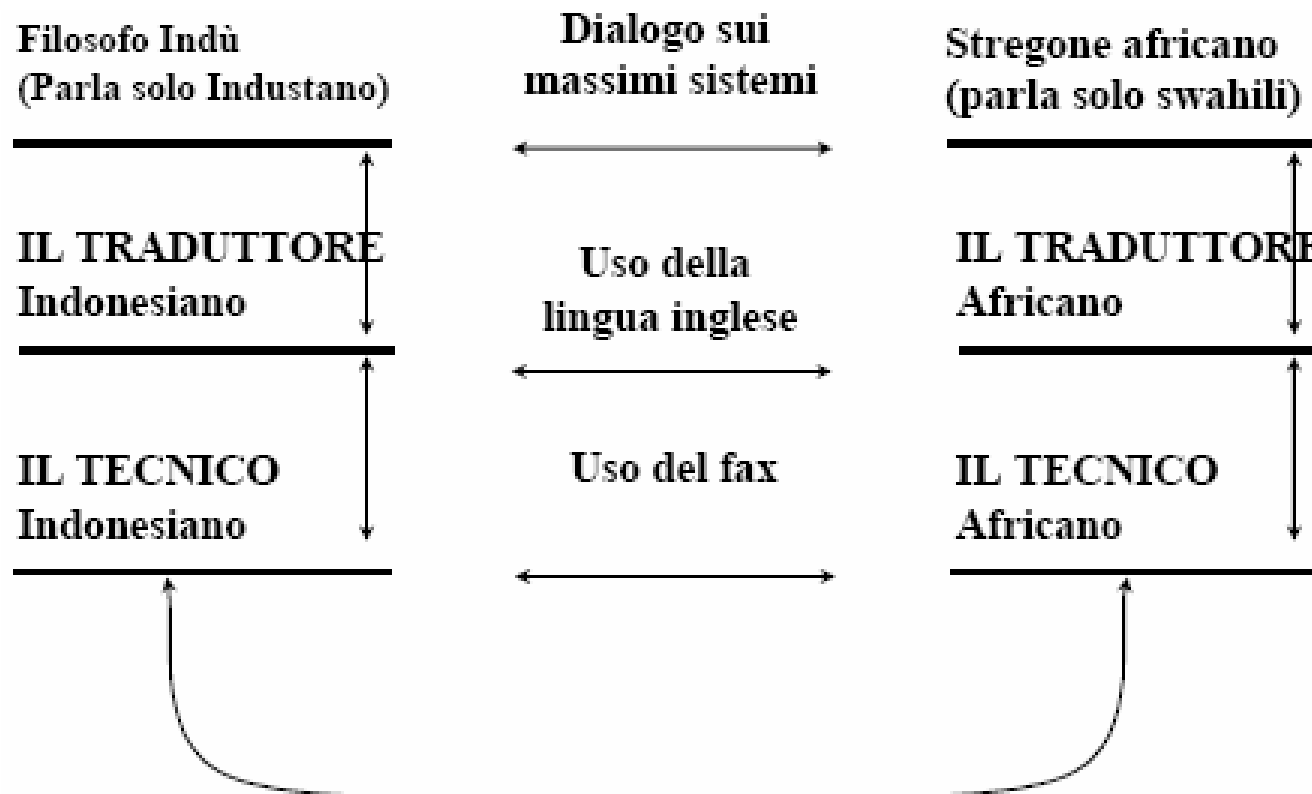 Filosofo Indù
(Parla solo Industano)
Dialogo sui
massimi sistemi
Stregone africano
(parla solo swahili)
IL TRADUTTORE
Indonesiano
Uso della
lingua inglese
IL TRADUTTORE
Africano
IL TECNICO
Indonesiano
Uso del fax
IL TECNICO
Africano